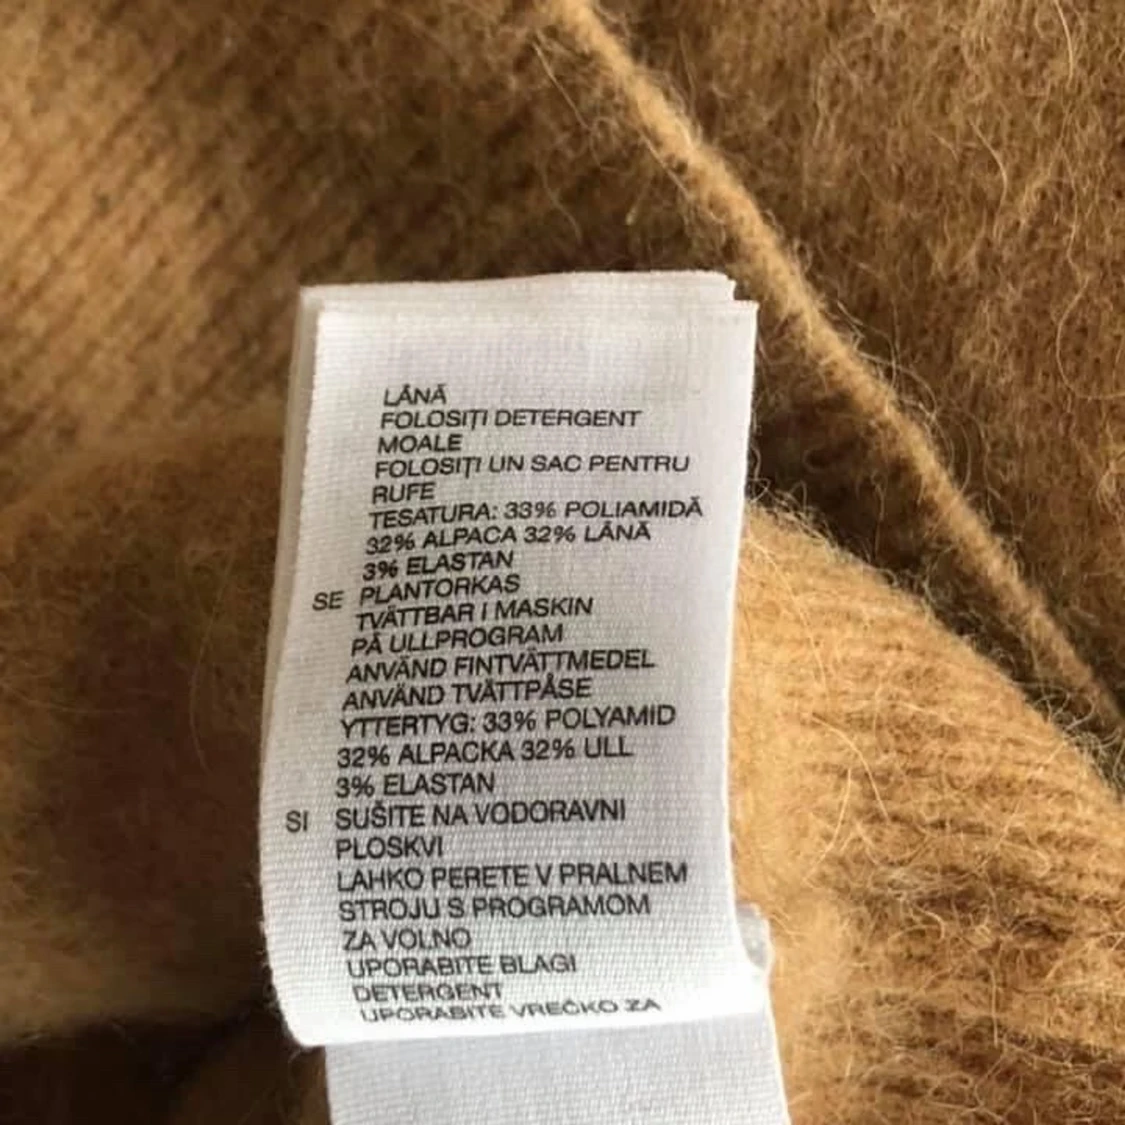 LÂNĂ
FOLOSIȚI DETERGENT
MOALE
FOLOSIȚI UN SAC PENTRU
RUFE
TESATURA: 33% POLIAMIDĂ
32% ALPACA 32% LÂNĂ
3% ELASTAN
SE PLANTORKAS
TVÄTTBAR I MASKIN
PÅ ULLPROGRAM
ANVÄND FINTVÄTTMEDEL
ANVÄND TVÄTTPÅSE
YTTERTYG: 33% POLYAMID
32% ALPACKA 32% ULL
3% ELASTAN
SI SUŠITE NA VODORAVNI
PLOSKVI
LAHKO PERETE V PRALNEM
STROJU S PROGRAMOM
ZA VOLNO
UPORABITE BLAGI
DETERGENT
UPORABITE VREČKO ZA